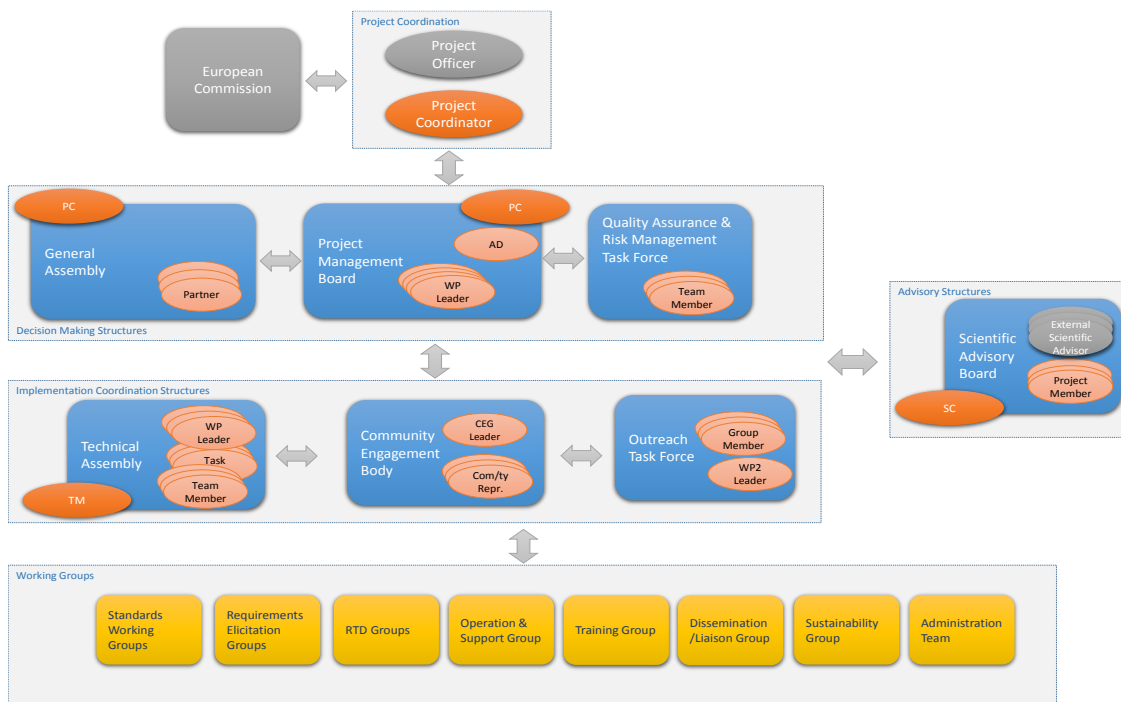 Project Coordination
European
Commission
Project
Officer
Project
Coordinator
PC
General
Assembly
Partner
Project
Management
Board
PC
AD
WP
Leader
Quality Assurance &
Risk Management
Task Force
Team
Member
Decision Making Structures
Advisory Structures
Scientific
Advisory
Board
External
Scientific
Advisor
Project
Member
SC
Implementation Coordination Structures
Technical
Assembly
WP
Leader
Task
Team
Member
TM
Community
Engagement
Body
CEG
Leader
Com/ty
Repr.
Outreach
Task Force
Group
Member
WP2
Leader
Working Groups
Standards
Working
Groups
Requirements
Elicitation
Groups
RTD Groups
Operation &
Support Group
Training Group
Dissemination
/Liaison Group
Sustainability
Group
Administration
Team